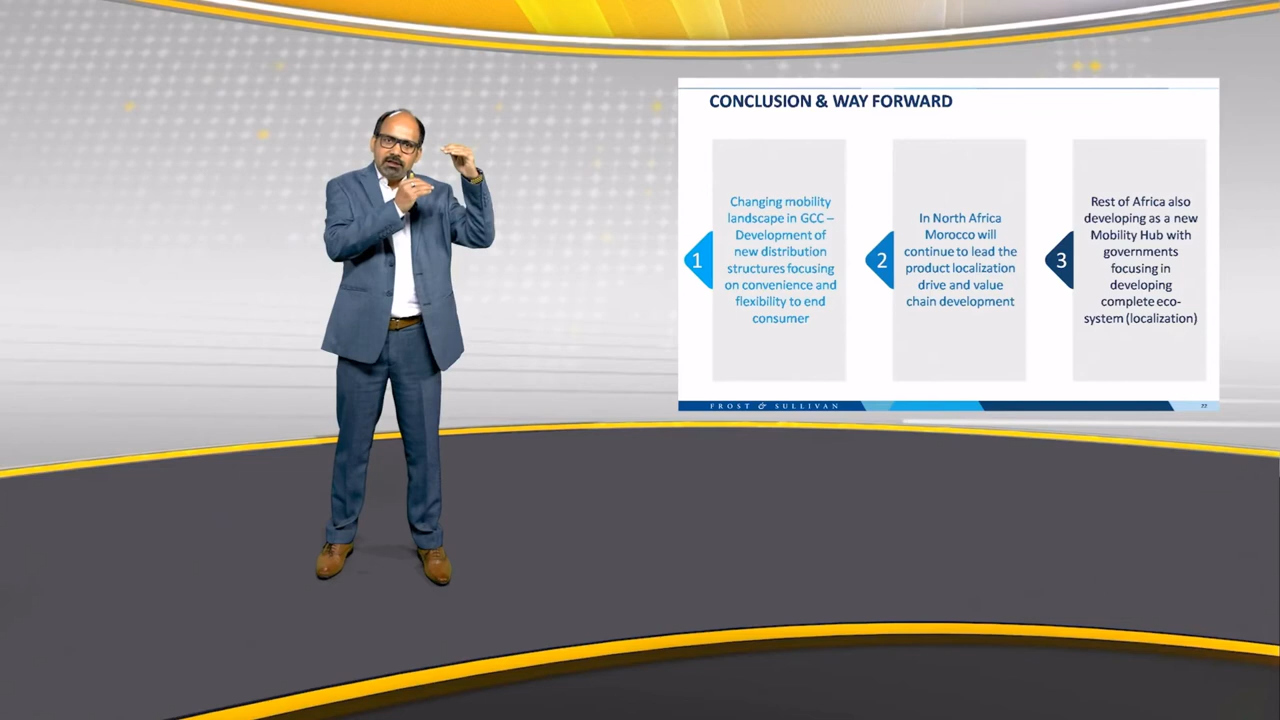 CONCLUSION & WAY FORWARD
1
Changing mobility
landscape in GCC –
Development of
new distribution
structures focusing
on convenience and
flexibility to end
consumer
2
In North Africa
Morocco will
continue to lead the
product localization
drive and value
chain development
3
Rest of Africa also
developing as a new
Mobility Hub with
governments
focusing in
developing
complete eco-
system (localization)
FROST & SULLIVAN